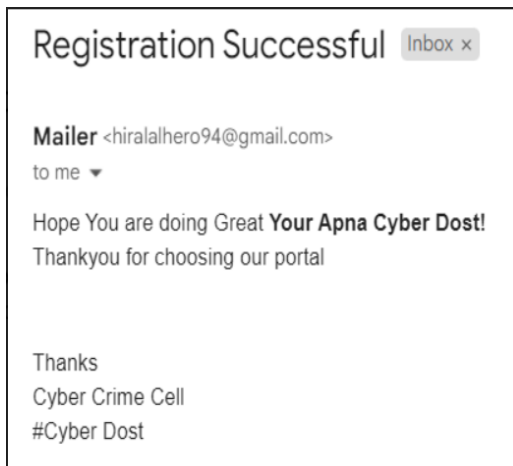 Registration Successful Inbox ×
Mailer <hiralalhero94@gmail.com>
to me
Hope You are doing Great Your Apna Cyber Dost!
Thankyou for choosing our portal
Thanks
Cyber Crime Cell
#Cyber Dost